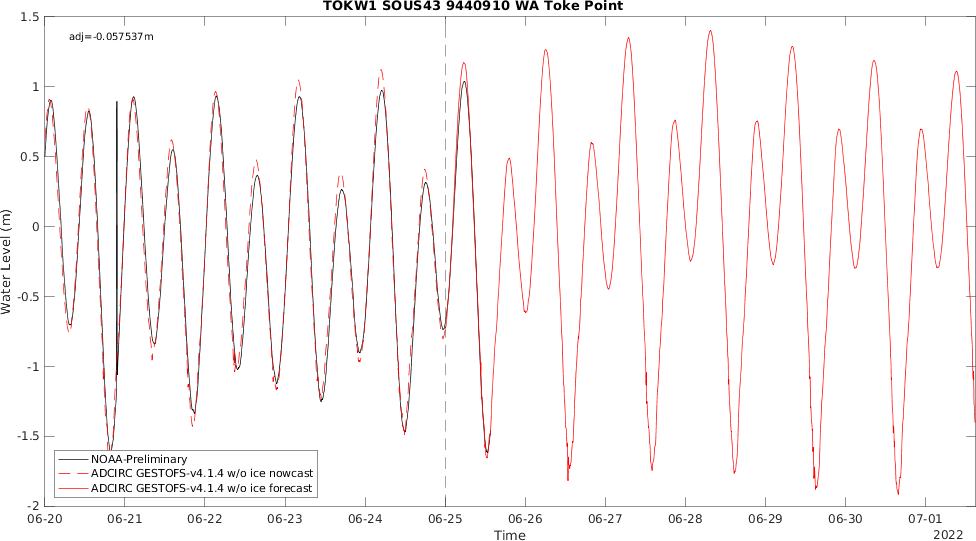 TOKW1 SOUS43 9440910 WA Toke Point
adj=-0.057537m
1.5
1
0.5
0
-0.5
-1
-1.5
-2
Water Level (m)
NOAA-Preliminary
ADCIRC GESTOFS-v4.1.4 w/o ice nowcast
ADCIRC GESTOFS-v4.1.4 w/o ice forecast
06-20 06-21 06-22 06-23 06-24 06-25 06-26 06-27 06-28 06-29 06-30 07-01
Time
2022